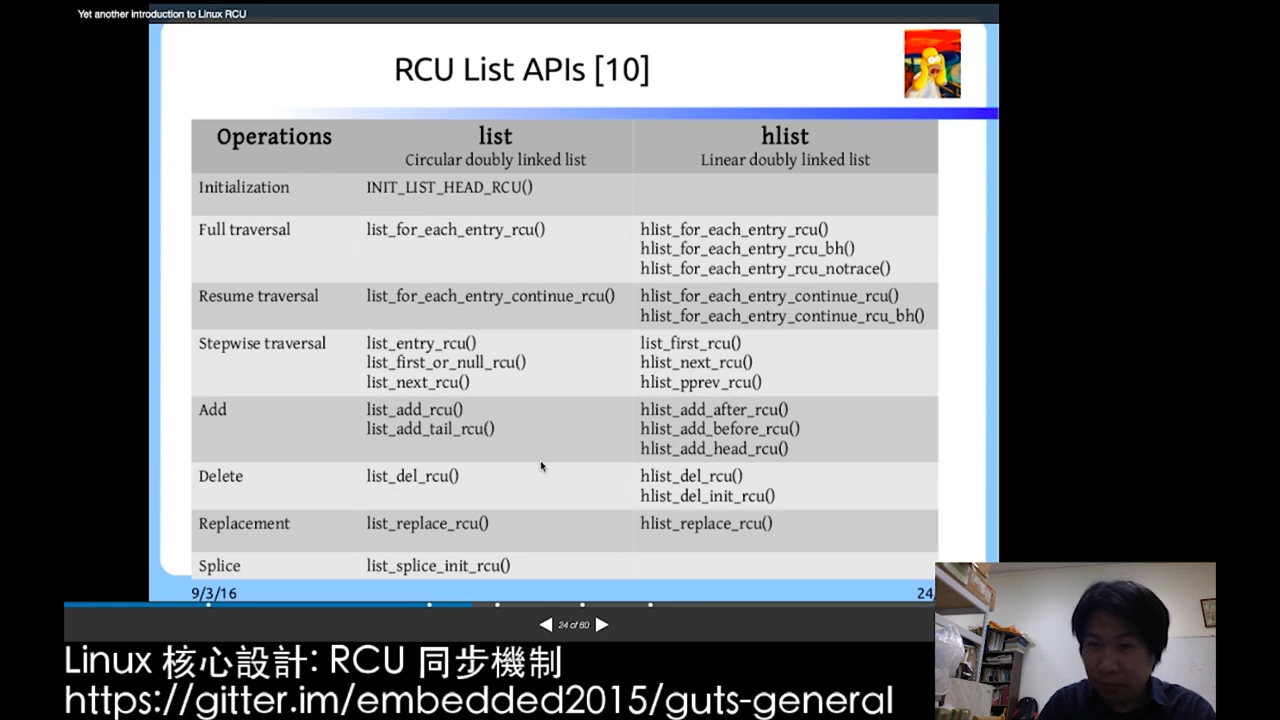 Yet another introduction to Linux RCU
RCU List APIs [10]
Operations list hlist
Circular doubly linked list Linear doubly linked list
Initialization INIT_LIST_HEAD_RCU()
Full traversal list_for_each_entry_rcu() hlist_for_each_entry_rcu()
hlist_for_each_entry_rcu_bh()
hlist_for_each_entry_rcu_notrace()
Resume traversal list_for_each_entry_continue_rcu() hlist_for_each_entry_continue_rcu()
hlist_for_each_entry_continue_rcu_bh()
Stepwise traversal list_entry_rcu() list_first_rcu()
list_first_or_null_rcu() hlist_next_rcu()
list_next_rcu() hlist_pprev_rcu()
Add list_add_rcu() hlist_add_after_rcu()
list_add_tail_rcu() hlist_add_before_rcu()
hlist_add_head_rcu()
Delete list_del_rcu() hlist_del_rcu()
hlist_del_init_rcu()
Replacement list_replace_rcu() hlist_replace_rcu()
Splice list_splice_init_rcu()
9/3/16 24
24 of 60
Linux 核心設計: RCU 同步機制
https://gitter.im/embedded2015/guts-general